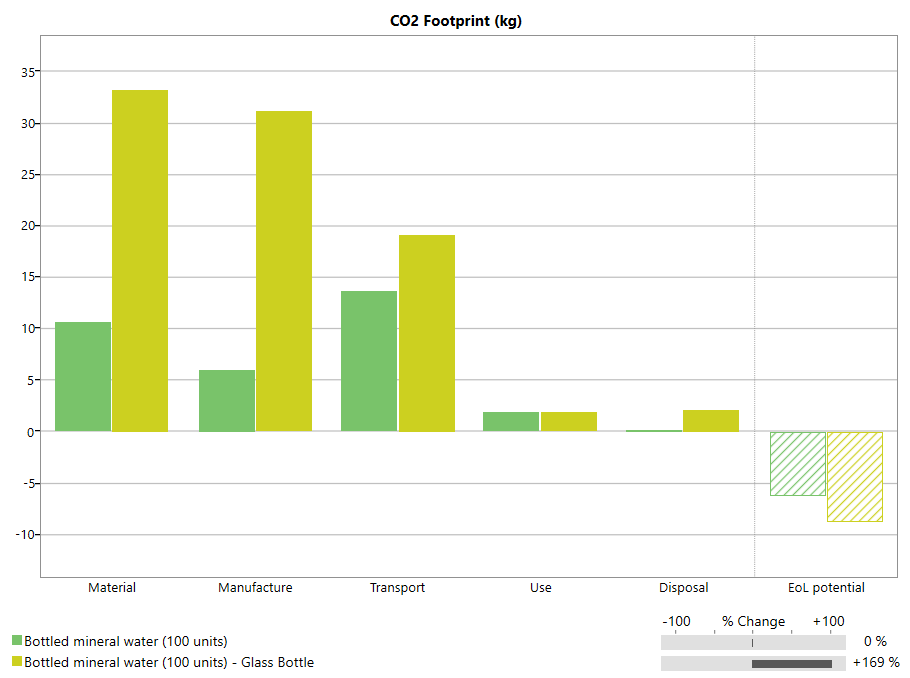 CO2 Footprint (kg)
35
30
25
20
15
10
5
0
-5
-10
Material Manufacture Transport Use Disposal EoL potential
-100 % Change +100
Bottled mineral water (100 units) 0 %
Bottled mineral water (100 units) - Glass Bottle +169 %